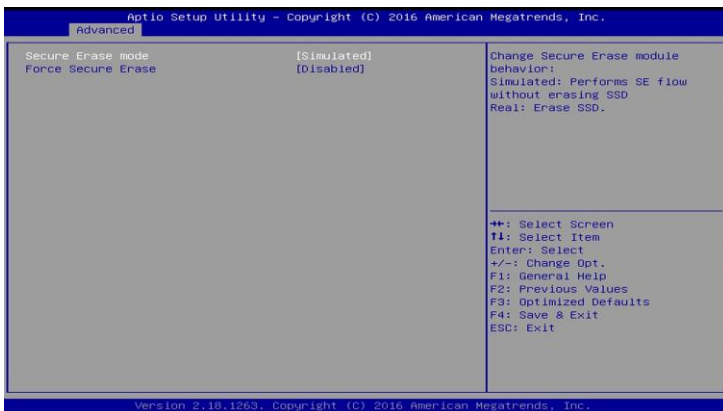 Aptio Setup Utility – Copyright (C) 2016 American Megatrends, Inc.
Advanced
Secure Erase mode [Simulated]
Force Secure Erase [Disabled]
Change Secure Erase module
behavior:
Simulated: Performs SE flow
without erasing SSD
Real: Erase SSD.
→←: Select Screen
↑↓: Select Item
Enter: Select
+/-: Change Opt.
F1: General Help
F2: Previous Values
F3: Optimized Defaults
F4: Save & Exit
ESC: Exit
Version 2.18.1263. Copyright (C) 2016 American Megatrends, Inc.